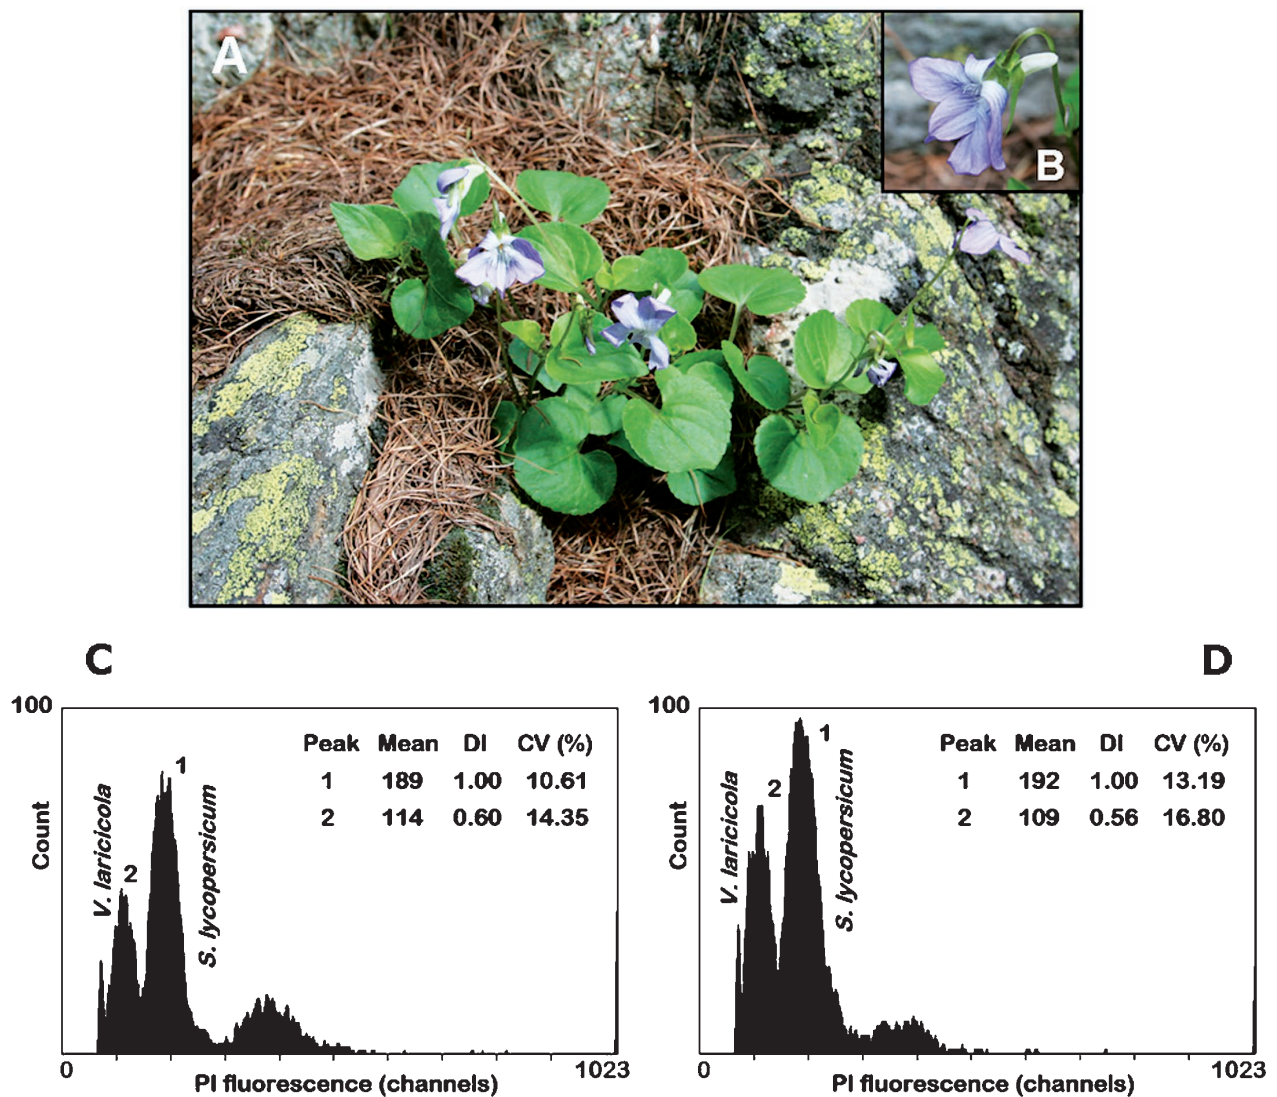 A
B
C
D
100
Peak Mean DI CV (%)
1 189 1.00 10.61
2 114 0.60 14.35
1
2
V. laricicola
S. lycopersicum
Count
0
1023
PI fluorescence (channels)
100
Peak Mean DI CV (%)
1 192 1.00 13.19
2 109 0.56 16.80
1
2
V. laricicola
S. lycopersicum
Count
0
1023
PI fluorescence (channels)